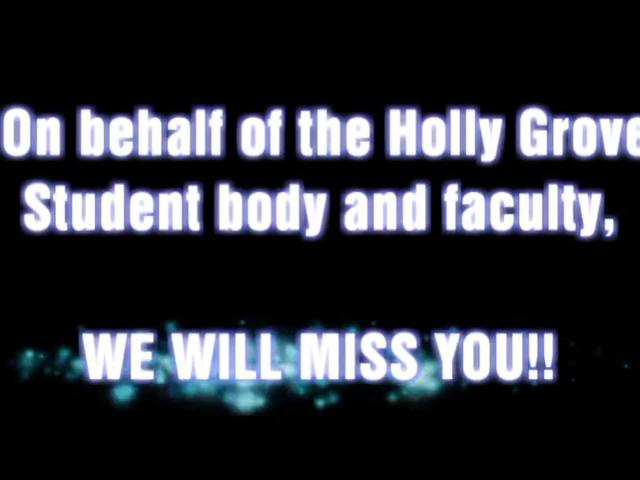 On behalf of the Holly Grove
Student body and faculty,
WE WILL MISS YOU!!